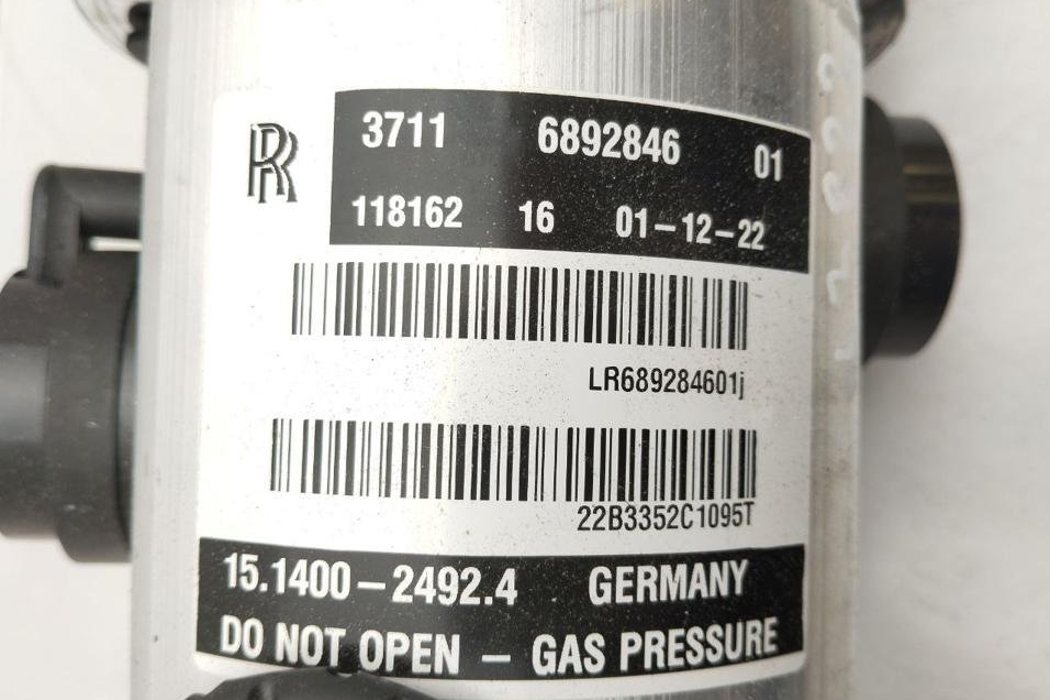 RR
3711 6892846 01
118162 16 01-12-22
LR689284601j
22B3352C1095T
15.1400-2492.4 GERMANY
DO NOT OPEN - GAS PRESSURE